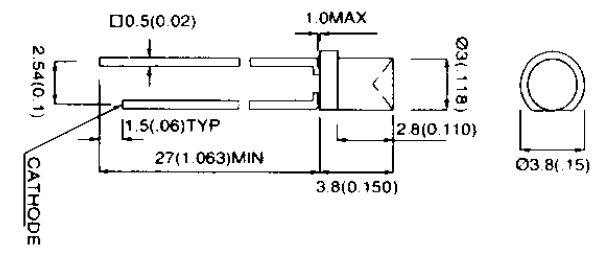 □0.5(0.02)
1.0MAX
2.54(0.1)
Ø3(.118)
1.5(.06)TYP
2.8(0.110)
27(1.063)MIN
3.8(0.150)
Ø3.8(.15)
CATHODE